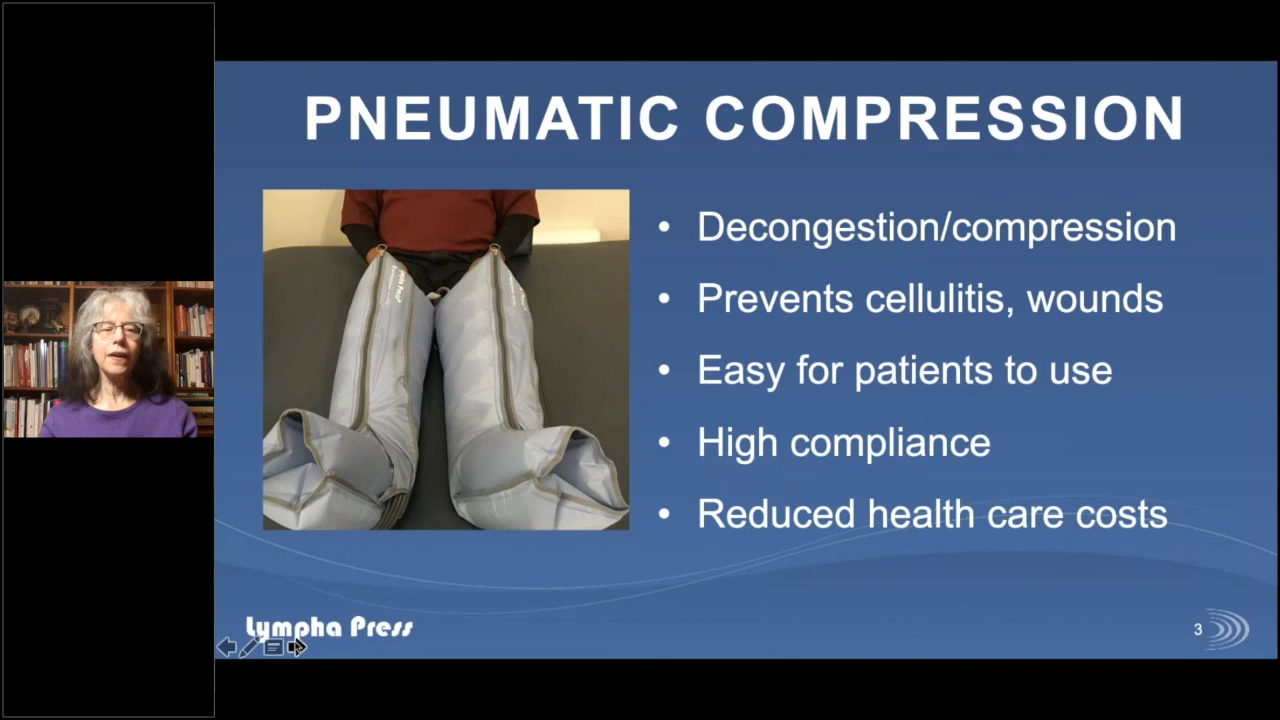 PNEUMATIC COMPRESSION
• Decongestion/compression
• Prevents cellulitis, wounds
• Easy for patients to use
• High compliance
• Reduced health care costs
Lympha Press
3